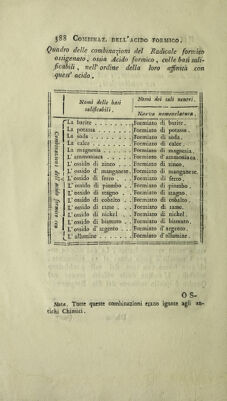 588 COMBINAZ. DELL'ACIDO FORMICO.
Quadro delle combinazioni del Radicale formico
ossigenato, ossia Acido formico, colle basi sali-
ficabili, nell'ordine della loro affinità con
quest' acido.
Nomi delle basi salificabili. Nomi dei sali neutri.
Nuova nomenclatura.
Combinazioni dell'acido formico con
La barite . . . . . Formiato di barite.
La potassa . . . . . Formiato di potassa.
La soda . . . . . Formiato di soda.
La calce . . . . . Formiato di calce.
La magnesia . . . . . Formiato di magnesia.
L' ammoniaca . . . . . Formiato d'ammoniaca
L' ossido di zinco . . . . . Formiato di zinco.
L' ossido d' manganese . Formiato di manganese.
L' ossido di ferro . . . . . Formiato di ferro.
L' ossido di piombo . . . Formiato di piombo.
L' ossido di stagno . . . . Formiato di stagno.
L' ossido di cobalto . . . Formiato di cobalto.
L' ossido di rame . . . . Formiato di rame.
L' ossido di nickel . . . . Formiato di nickel.
L' ossido di bismuto . . . Formiato di bismuto.
L' ossido d' argento . . . Formiato d'argento.
L' allumine . . . . . Formiato d'allumine.
O S-
Nota. Tutte queste combinazioni erano ignote agli an-
tichi Chimici.